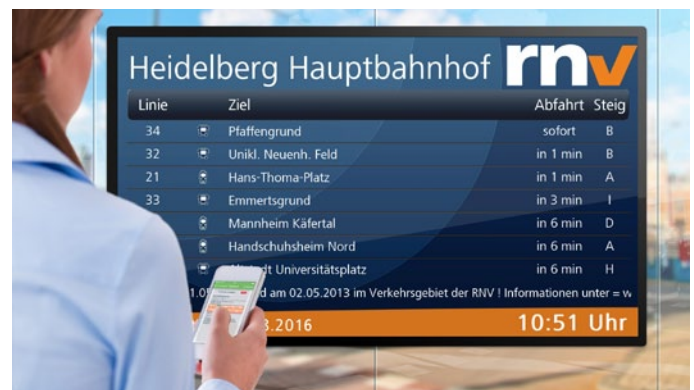 Heidelberg Hauptbahnhof rnv
Linie Ziel Abfahrt Steig
34 Pfaffengrund sofort B
32 Unikl. Neuenh. Feld in 1 min B
21 Hans-Thoma-Platz in 1 min A
33 Emmertsgrund in 3 min I
Mannheim Käfertal in 6 min D
Handschuhsheim Nord in 6 min A
Universitätsplatz in 6 min H
am 02.05.2013 im Verkehrsgebiet der RNV ! Informationen unter = w
.2016 10:51 Uhr